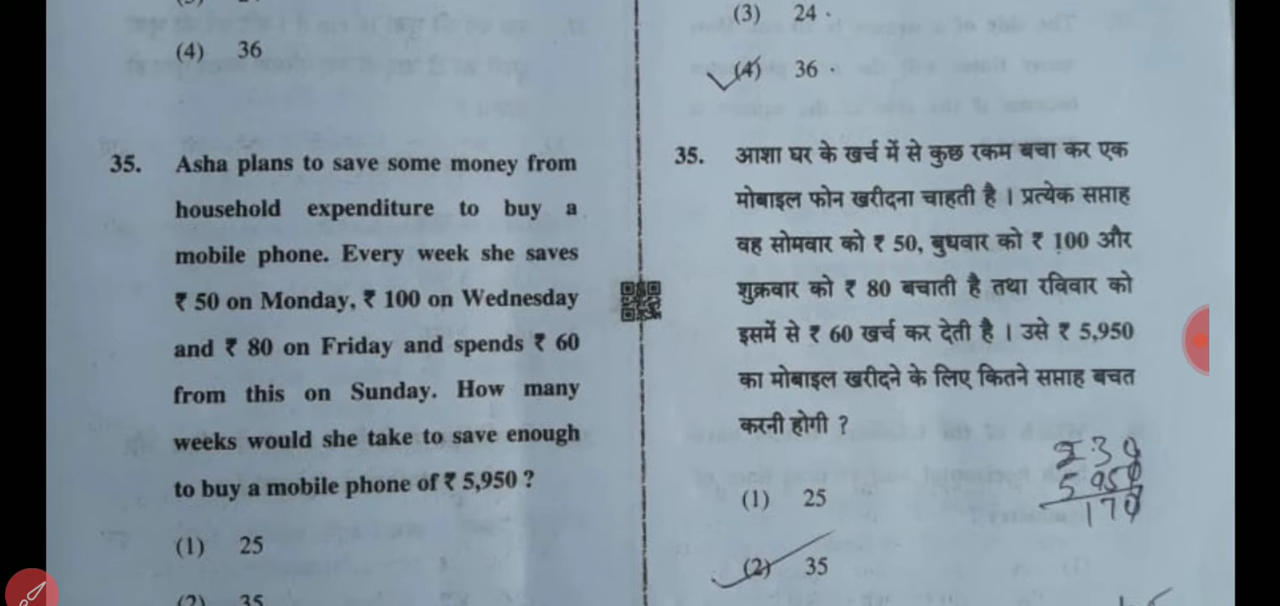 (4) 36
35. Asha plans to save some money from
household expenditure to buy a
mobile phone. Every week she saves
₹ 50 on Monday, ₹ 100 on Wednesday
and ₹ 80 on Friday and spends ₹ 60
from this on Sunday. How many
weeks would she take to save enough
to buy a mobile phone of ₹ 5,950 ?
(1) 25
(2) 35
(3) 24
(4) 36
35. आशा घर के खर्च में से कुछ रकम बचा कर एक
मोबाइल फोन खरीदना चाहती है । प्रत्येक सप्ताह
वह सोमवार को ₹ 50, बुधवार को ₹ 100 और
शुक्रवार को ₹ 80 बचाती है तथा रविवार को
इसमें से ₹ 60 खर्च कर देती है । उसे ₹ 5,950
का मोबाइल खरीदने के लिए कितने सप्ताह बचत
करनी होगी ?
230
5950
170
(1) 25
(2) 35